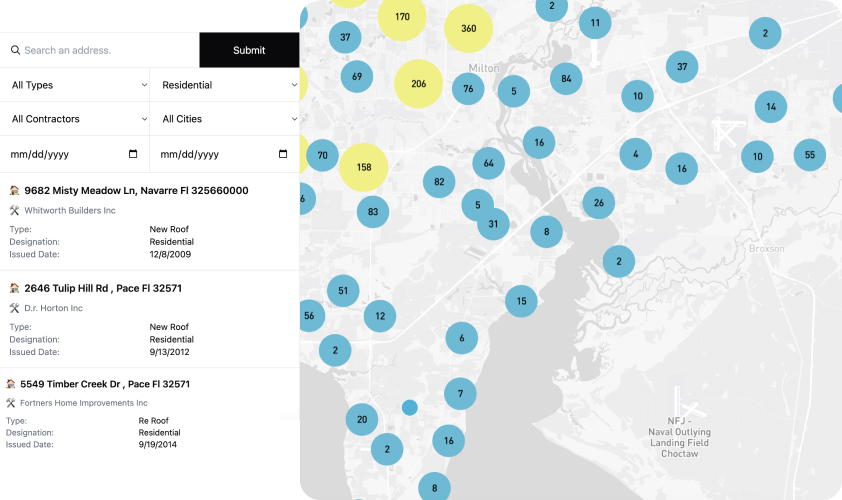 Search an address.
Submit
All Types
Residential
All Contractors
All Cities
mm/dd/yyyy
mm/dd/yyyy
9682 Misty Meadow Ln, Navarre Fl 325660000
Whitworth Builders Inc
Type: New Roof
Designation: Residential
Issued Date: 12/8/2009
2646 Tulip Hill Rd , Pace Fl 32571
D.r. Horton Inc
Type: New Roof
Designation: Residential
Issued Date: 9/13/2012
5549 Timber Creek Dr , Pace Fl 32571
Fortners Home Improvements Inc
Type: Re Roof
Designation: Residential
Issued Date: 9/19/2014
2
170
11
360
37
2
Milton
37
69
206
84
76
5
10
14
16
70
158
64
4
16
10
55
82
6
83
5
26
31
8
Broxson
2
51
15
56
12
6
2
7
20
NFJ -
Naval Outlying
Landing Field
Choctaw
16
2
8